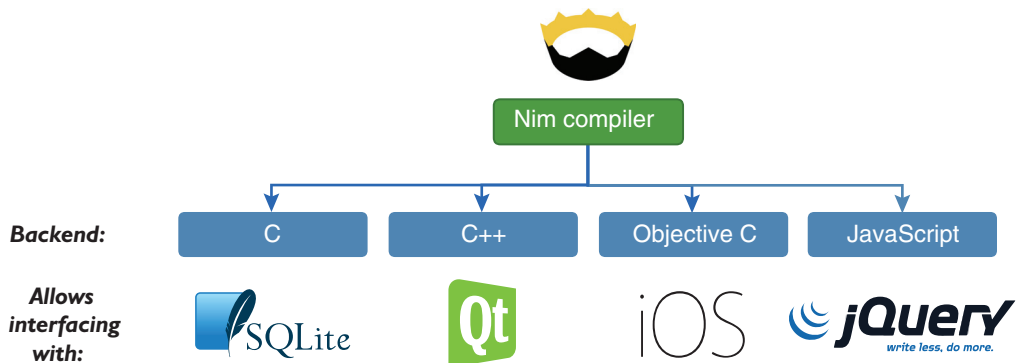 Nim compiler
Backend:
C
C++
Objective C
JavaScript
Allows
interfacing
with:
SQLite
Qt
iOS
jQuery
write less, do more.